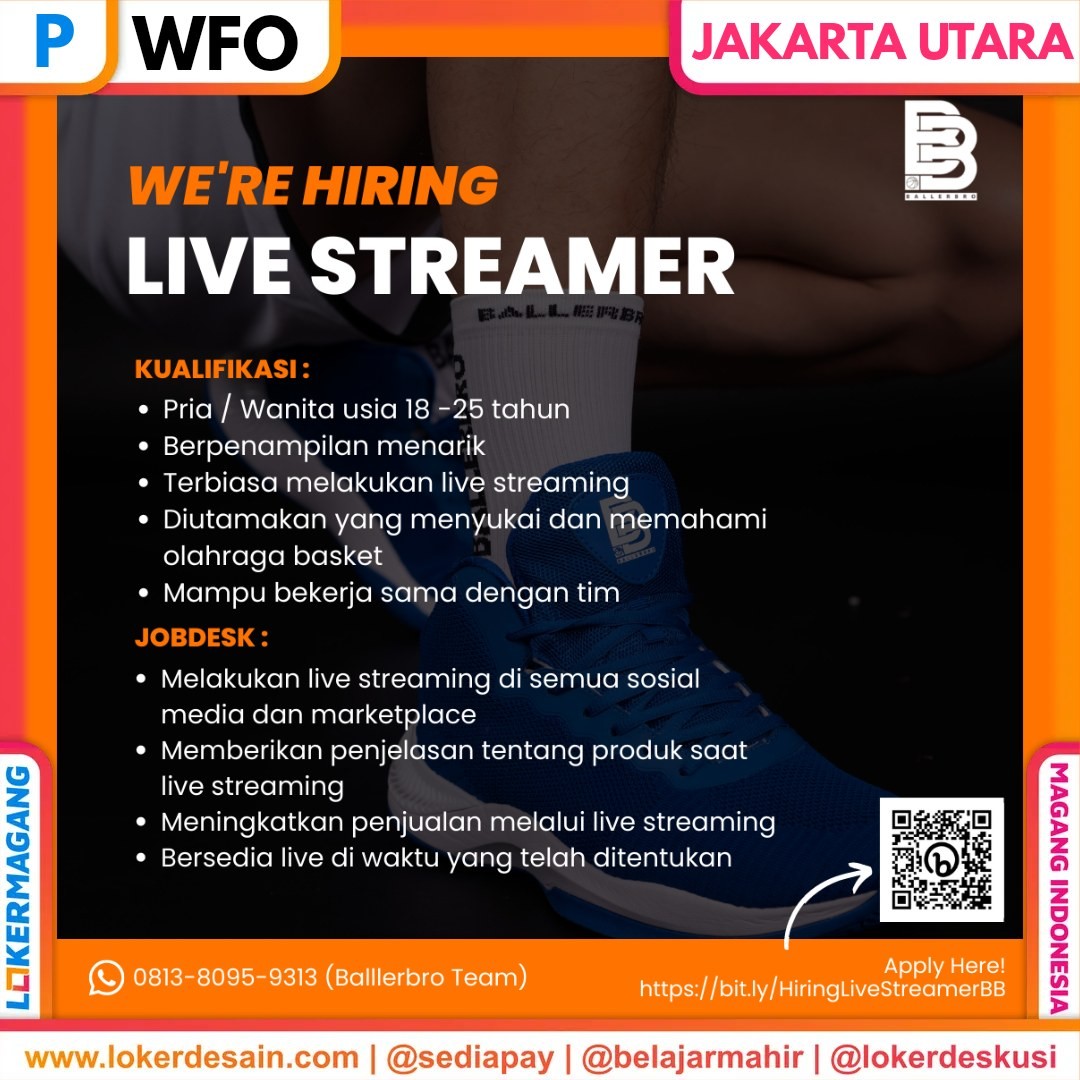 P
WFO
JAKARTA UTARA
BALLERBRO
WE'RE HIRING
LIVE STREAMER
BALLERBR
KUALIFIKASI :
• Pria / Wanita usia 18 -25 tahun
• Berpenampilan menarik
• Terbiasa melakukan live streaming
• Diutamakan yang menyukai dan memahami
olahraga basket
• Mampu bekerja sama dengan tim
JOBDESK :
• Melakukan live streaming di semua sosial
media dan marketplace
• Memberikan penjelasan tentang produk saat
live streaming
• Meningkatkan penjualan melalui live streaming
• Bersedia live di waktu yang telah ditentukan
LOKERMAGANG
MAGANG INDONESIA
0813-8095-9313 (Balllerbro Team)
Apply Here!
https://bit.ly/HiringLiveStreamerBB
www.lokerdesain.com | @sediapay | @belajarmahir | @lokerdeskusi